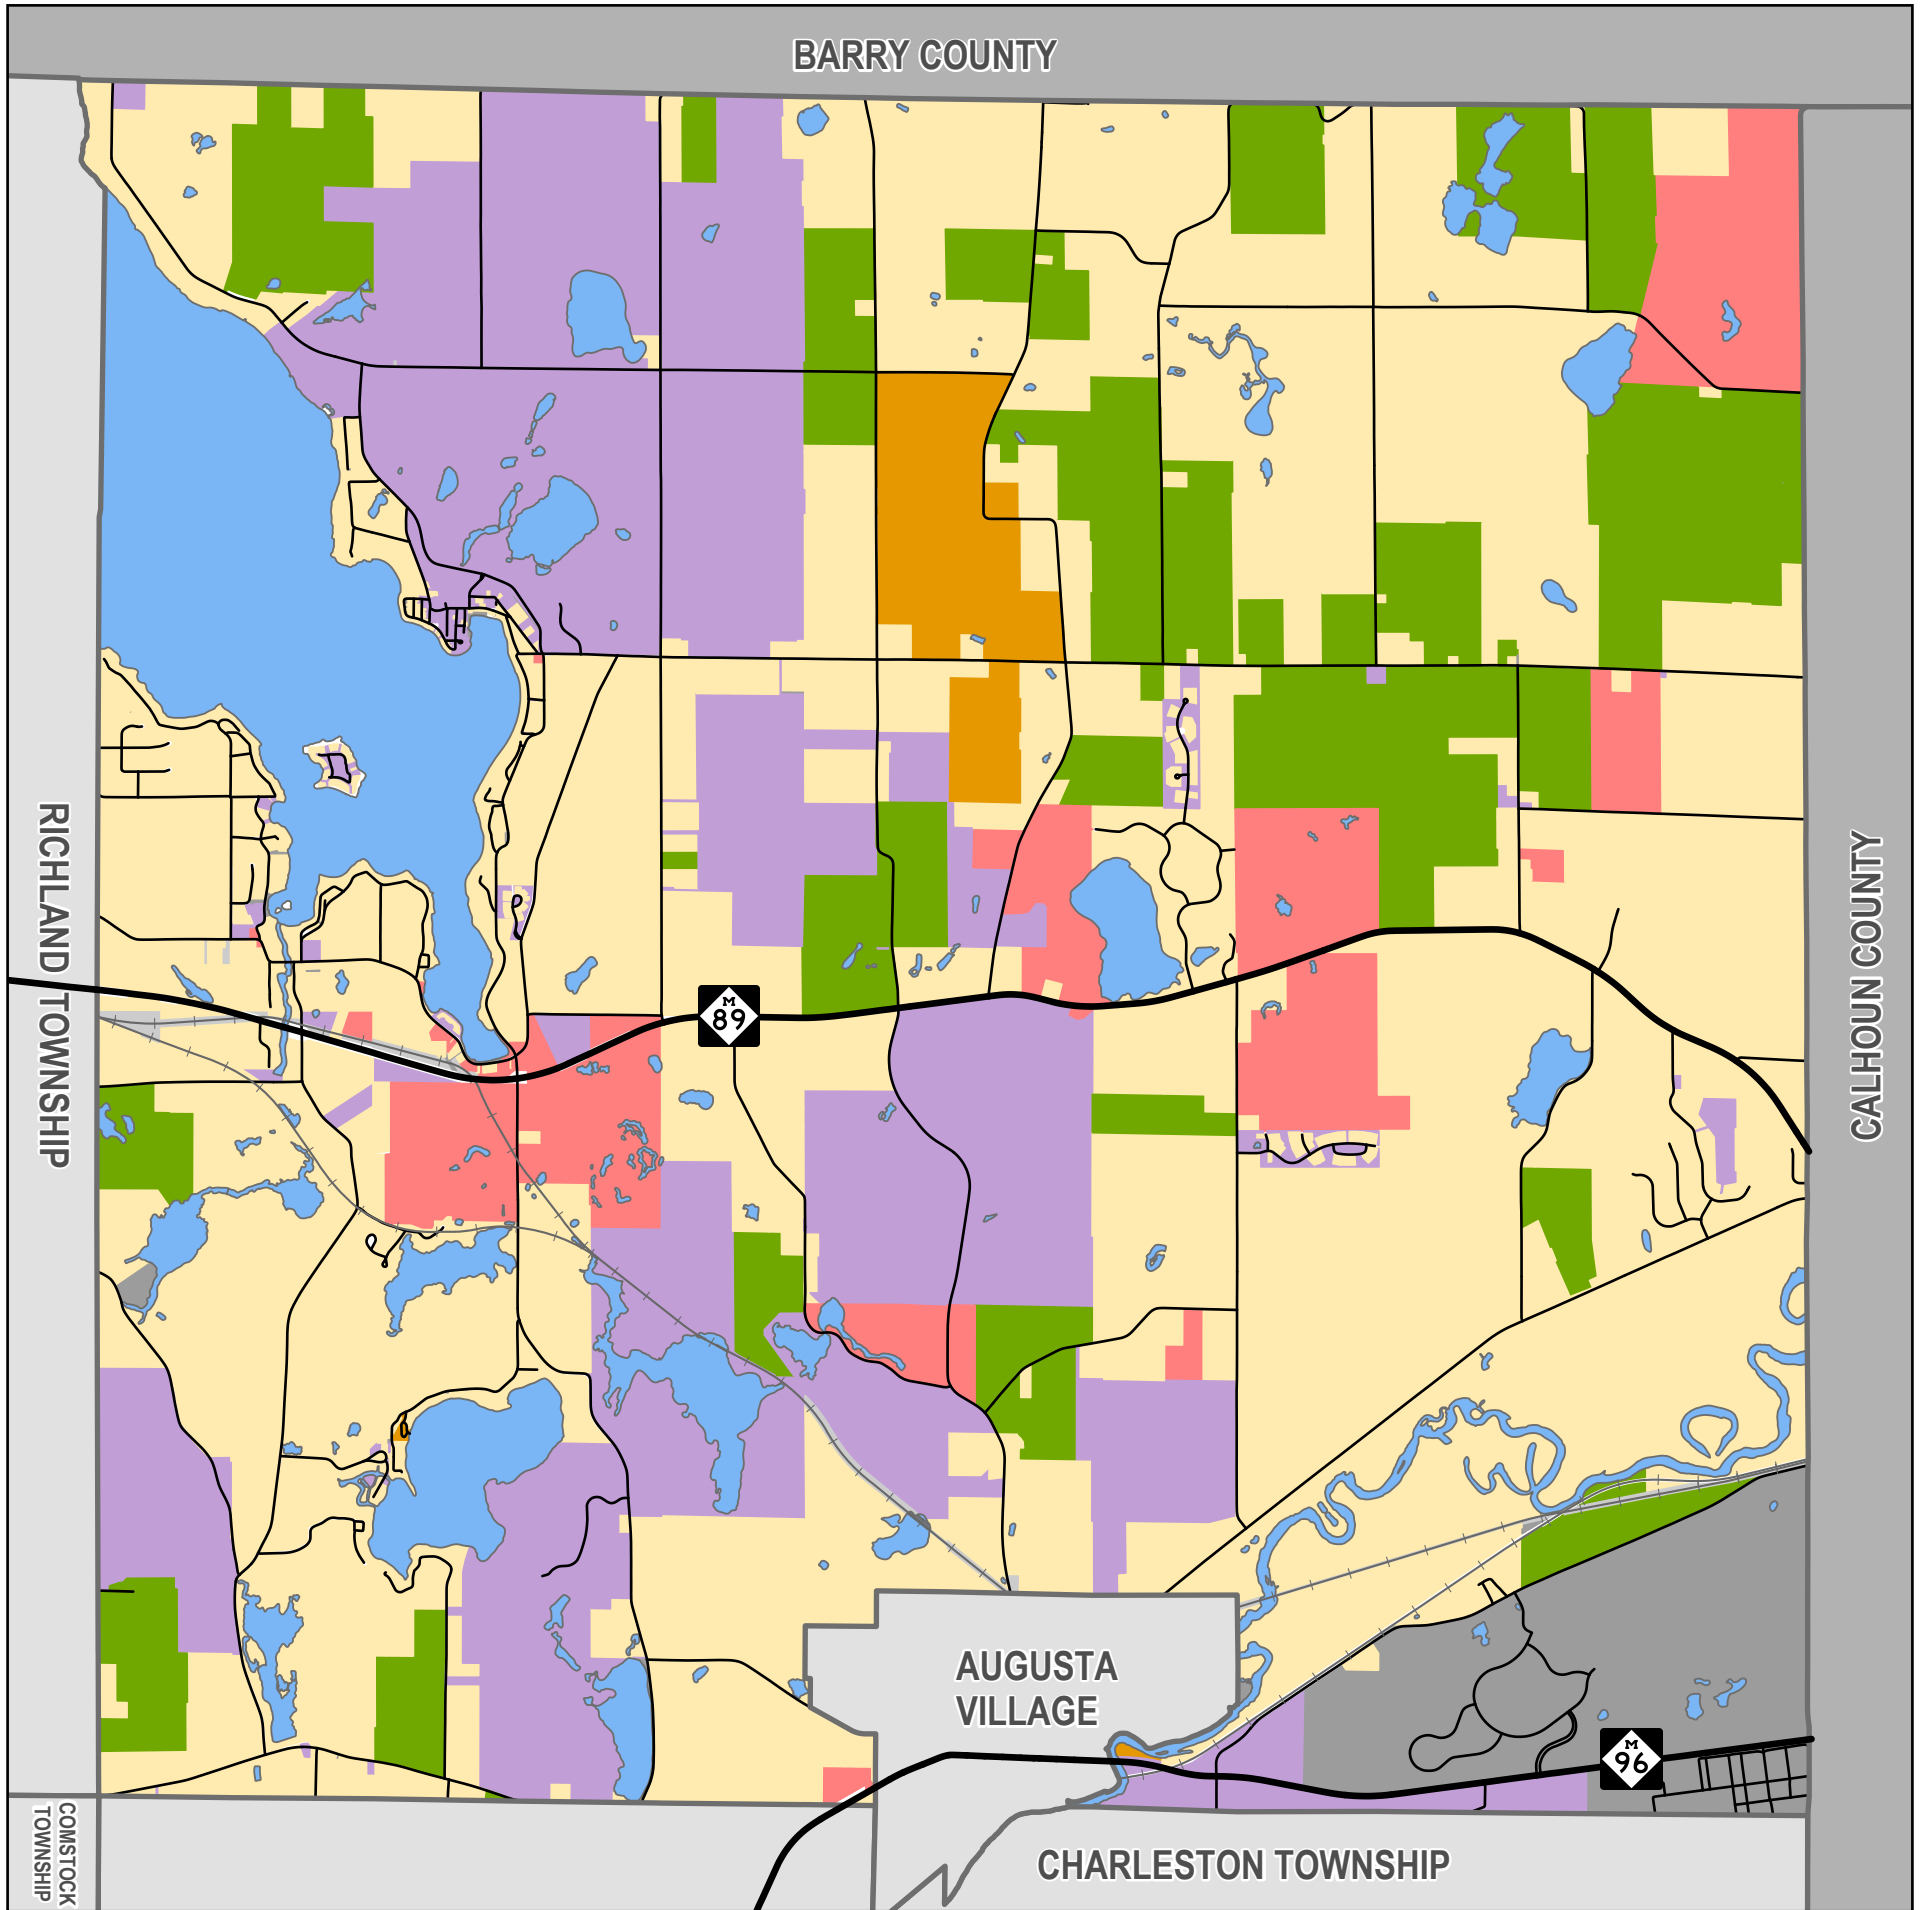 BARRY COUNTY
RICHLAND TOWNSHIP
CALHOUN COUNTY
M
89
AUGUSTA
VILLAGE
M
96
COMSTOCK
TOWNSHIP
CHARLESTON TOWNSHIP